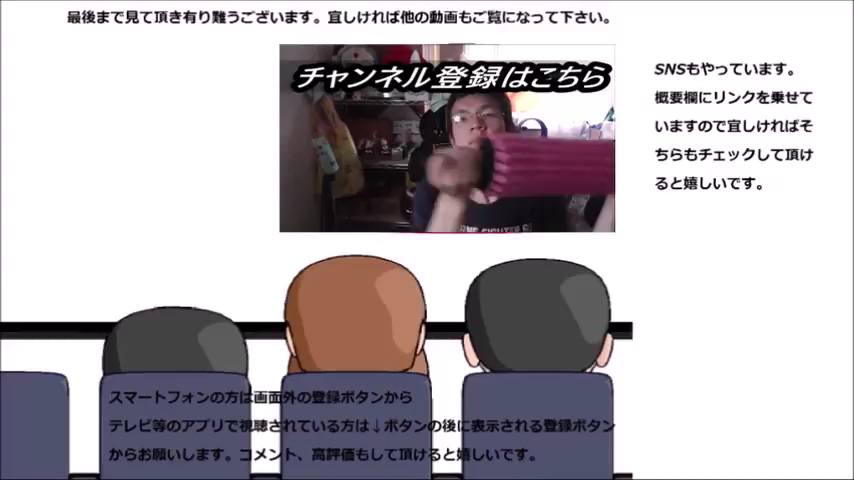 最後まで見て頂き有り難うございます。宜しければ他の動画もご覧になって下さい。
チャンネル登録はこちら
SNSもやっています。
概要欄にリンクを乗せて
いますので宜しければそ
ちらもチェックして頂け
ると嬉しいです。
スマートフォンの方は画面外の登録ボタンから
テレビ等のアプリで視聴されている方は↓ボタンの後に表示される登録ボタン
からお願いします。コメント、高評価もして頂けると嬉しいです。